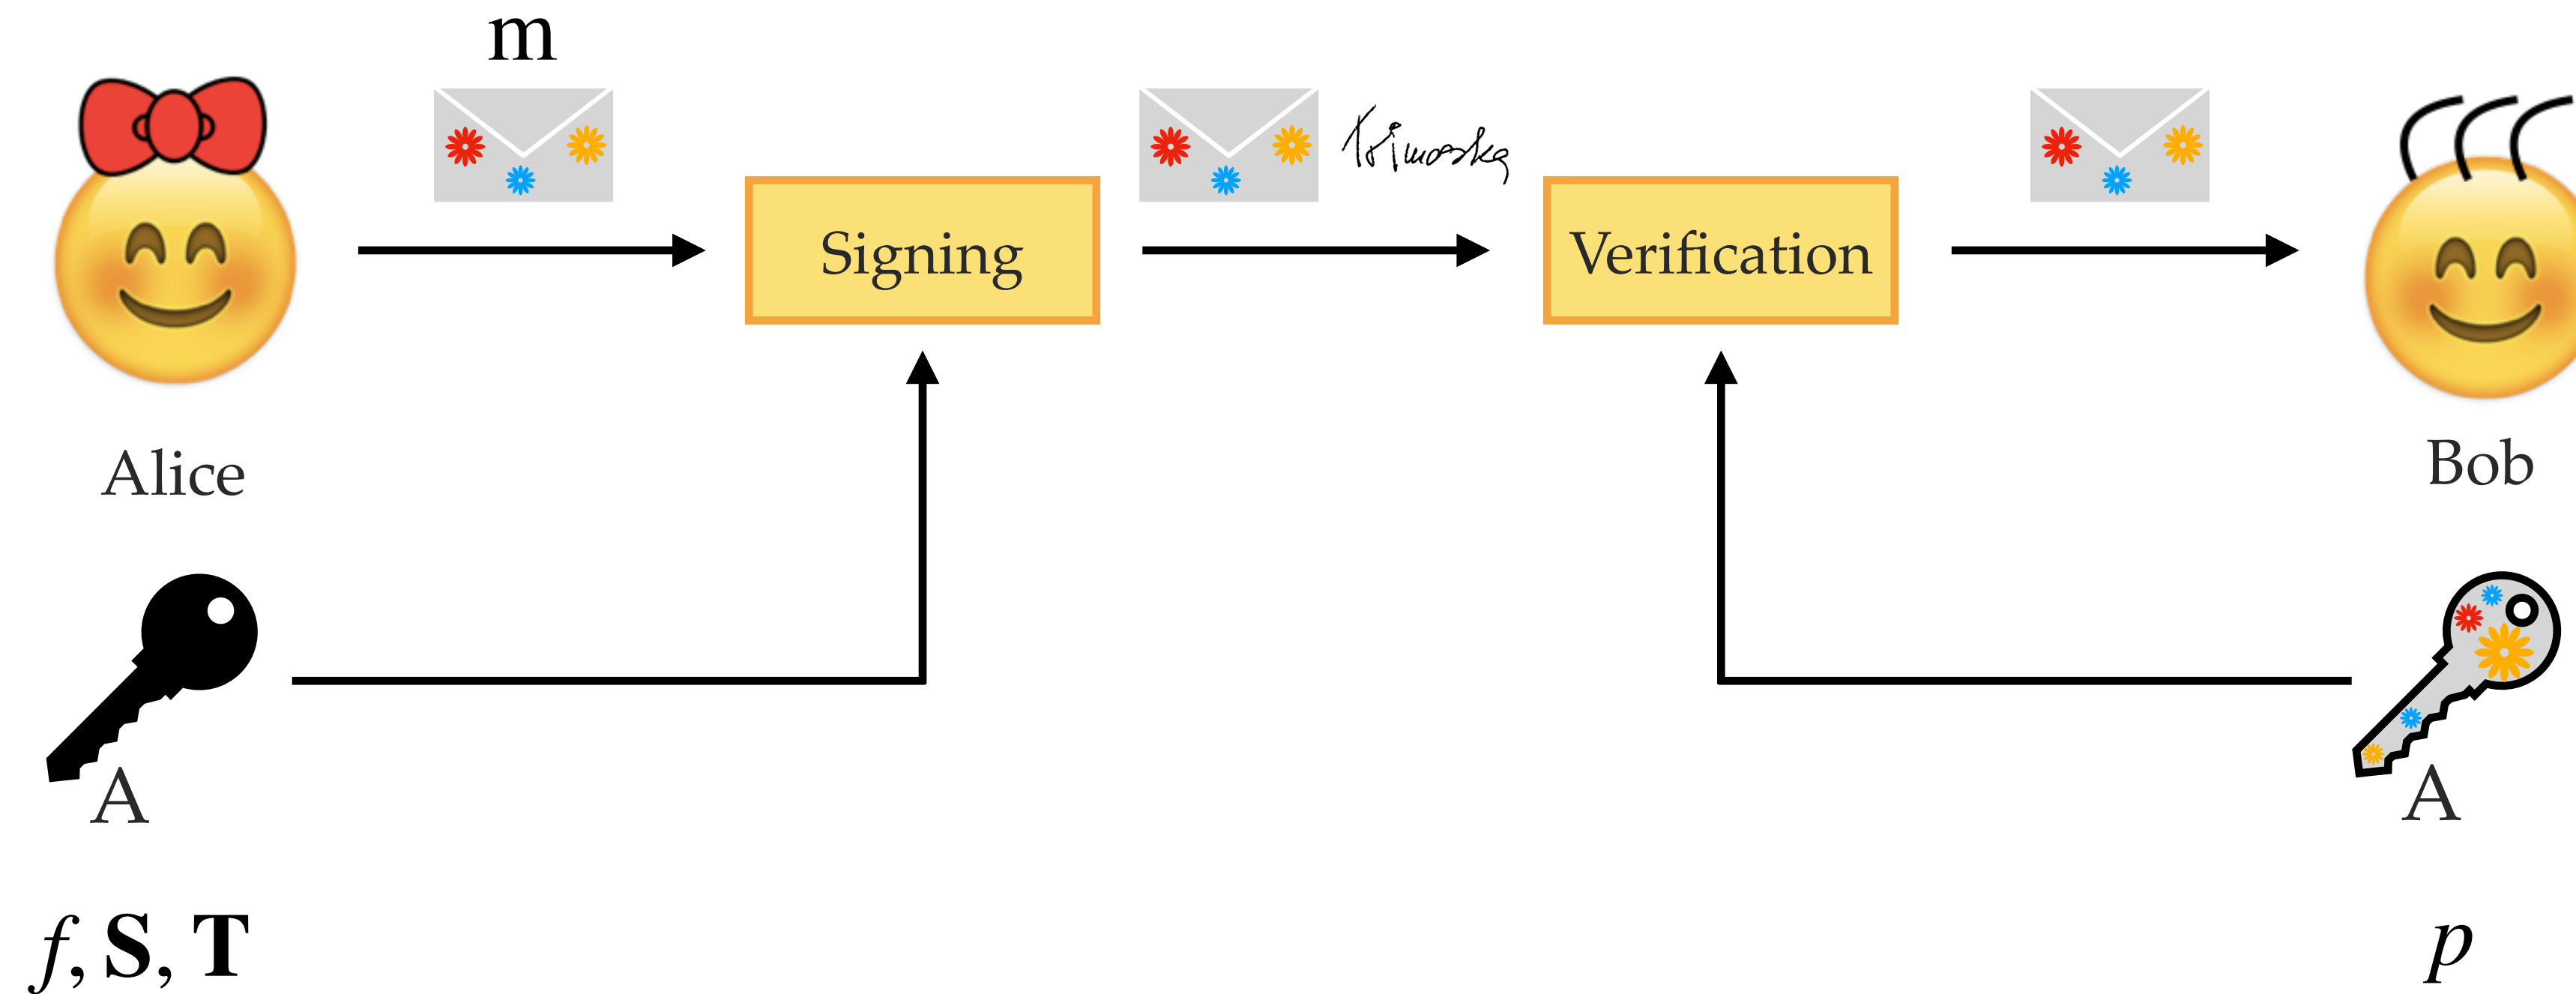 m
Signing
Verification
Alice
Bob
A
A
f, S, T
p